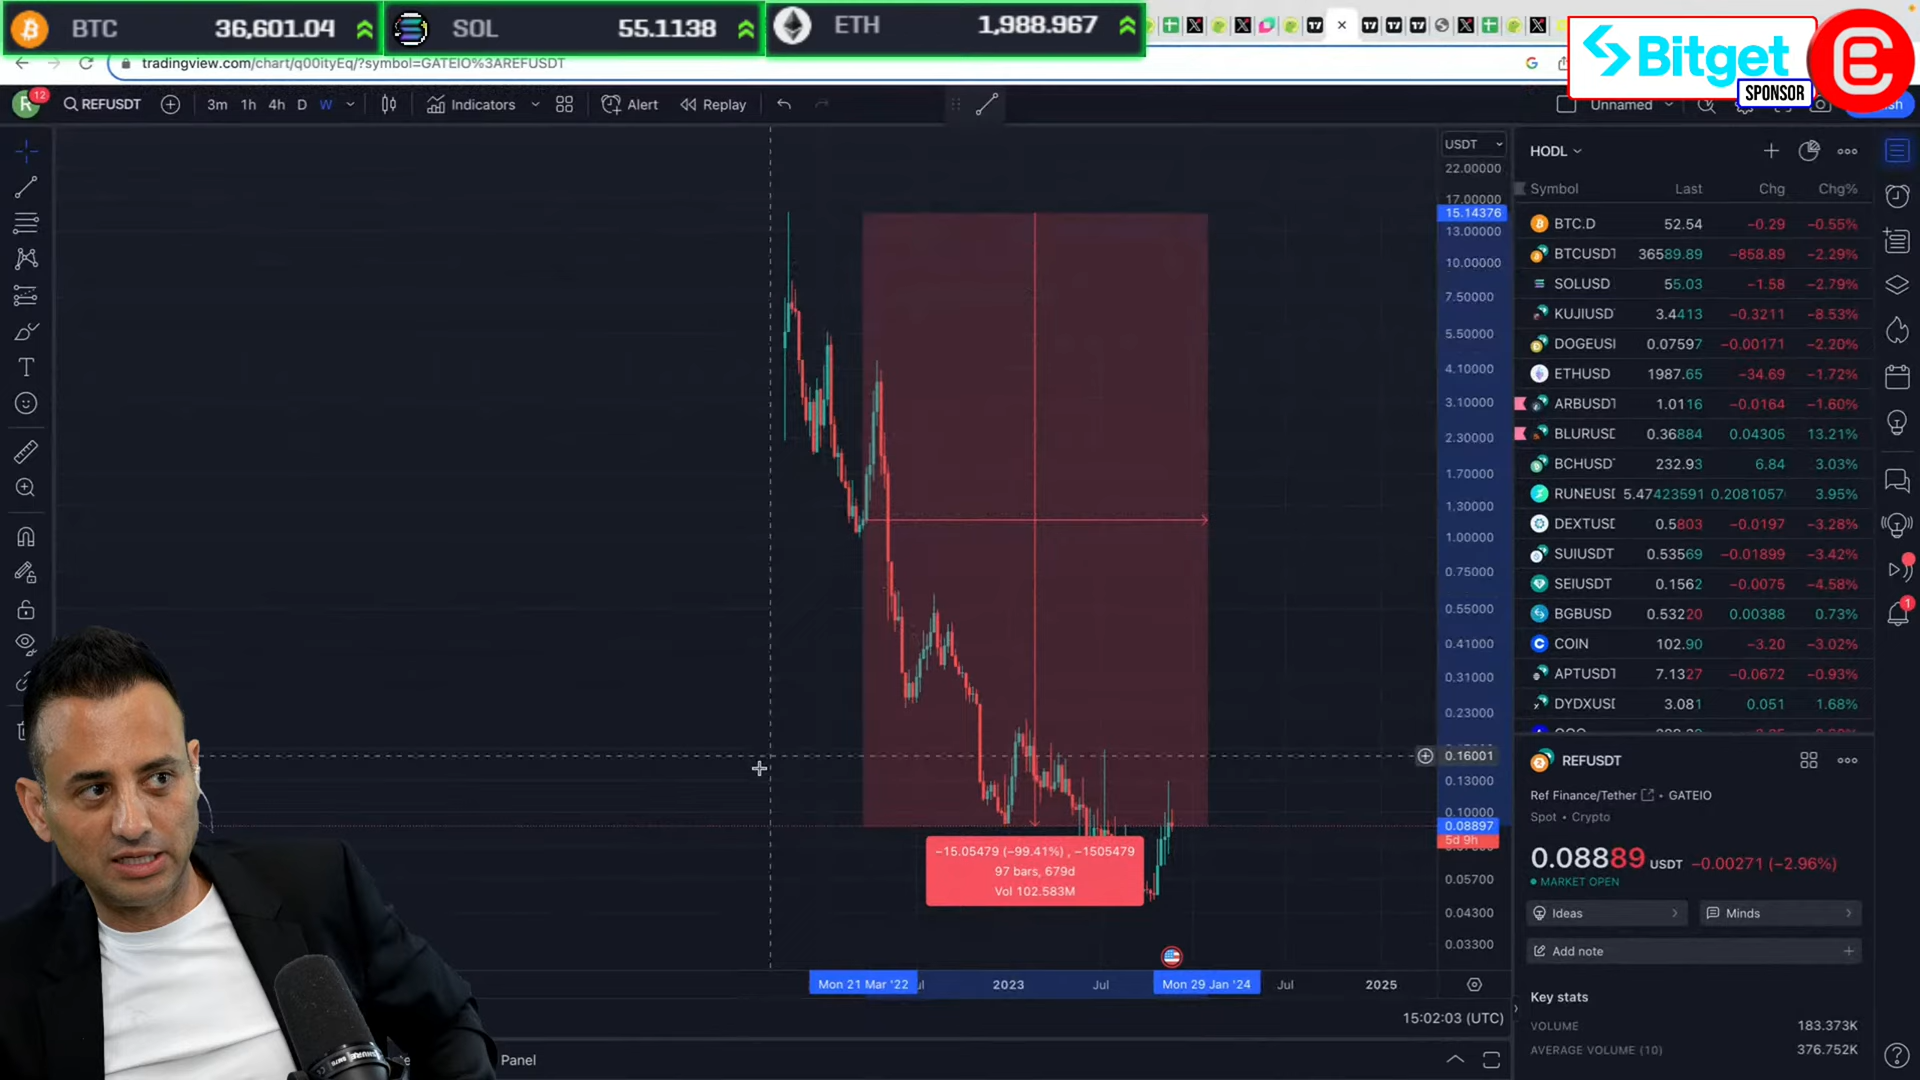 BTC 36,601.04
SOL 55.1138
ETH 1,988.967
Bitget
SPONSOR
tradingview.com/chart/q00ityEq/?symbol=GATEIO%3AREFUSDT
R 12
REFUSDT
3m 1h 4h D W
Indicators
Alert
Replay
Unnamed
USDT
22.00000
17.00000
15.14376
13.00000
10.00000
7.50000
5.50000
4.10000
3.10000
2.30000
1.70000
1.30000
1.00000
0.75000
0.55000
0.41000
0.31000
0.23000
0.16001
0.13000
0.10000
0.08897
5d 9h
0.05700
0.04300
0.03300
−15.05479 (−99.41%) , −1505479
97 bars, 679d
Vol 102.583M
Mon 21 Mar '22
2023
Jul
Mon 29 Jan '24
Jul
2025
15:02:03 (UTC)
Panel
HODL
Symbol Last Chg Chg%
BTC.D 52.54 −0.29 −0.55%
BTCUSDT 36589.89 −858.89 −2.29%
SOLUSD 55.03 −1.58 −2.79%
KUJIUSD 3.4413 −0.3211 −8.53%
DOGEUSI 0.07597 −0.00171 −2.20%
ETHUSD 1987.65 −34.69 −1.72%
ARBUSDT 1.0116 −0.0164 −1.60%
BLURUSD 0.36884 0.04305 13.21%
BCHUSD 232.93 6.84 3.03%
RUNEUSD 5.47423591 0.2081057 3.95%
DEXTUSD 0.5803 −0.0197 −3.28%
SUIUSDT 0.53569 −0.01899 −3.42%
SEIUSDT 0.1562 −0.0075 −4.58%
BGBUSD 0.53220 0.00388 0.73%
COIN 102.90 −3.20 −3.02%
APTUSDT 7.1327 −0.0672 −0.93%
DYDXUSD 3.081 0.051 1.68%
REFUSDT
Ref Finance/Tether • GATEIO
Spot • Crypto
0.08889 USDT −0.00271 (−2.96%)
MARKET OPEN
Ideas
Minds
Add note
Key stats
VOLUME 183.373K
AVERAGE VOLUME (10) 376.752K
1